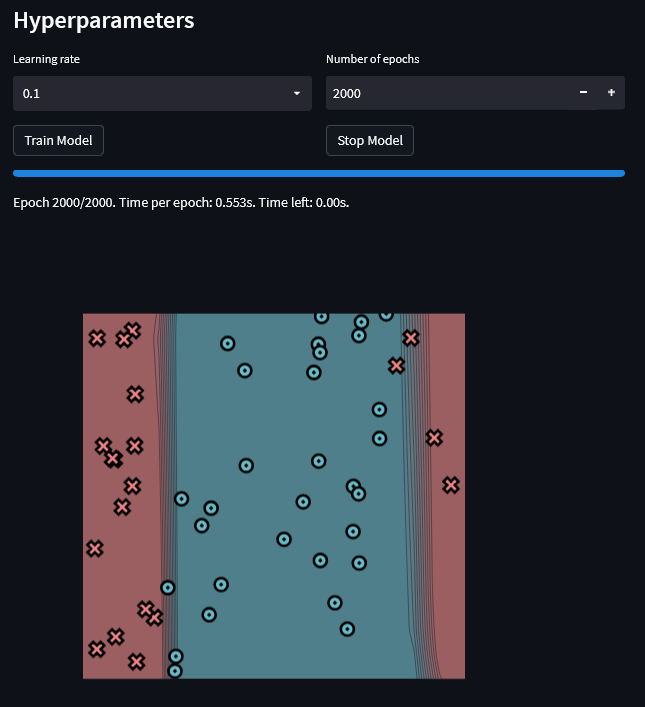 Hyperparameters
Learning rate
Number of epochs
0.1
2000
− +
Train Model
Stop Model
Epoch 2000/2000. Time per epoch: 0.553s. Time left: 0.00s.